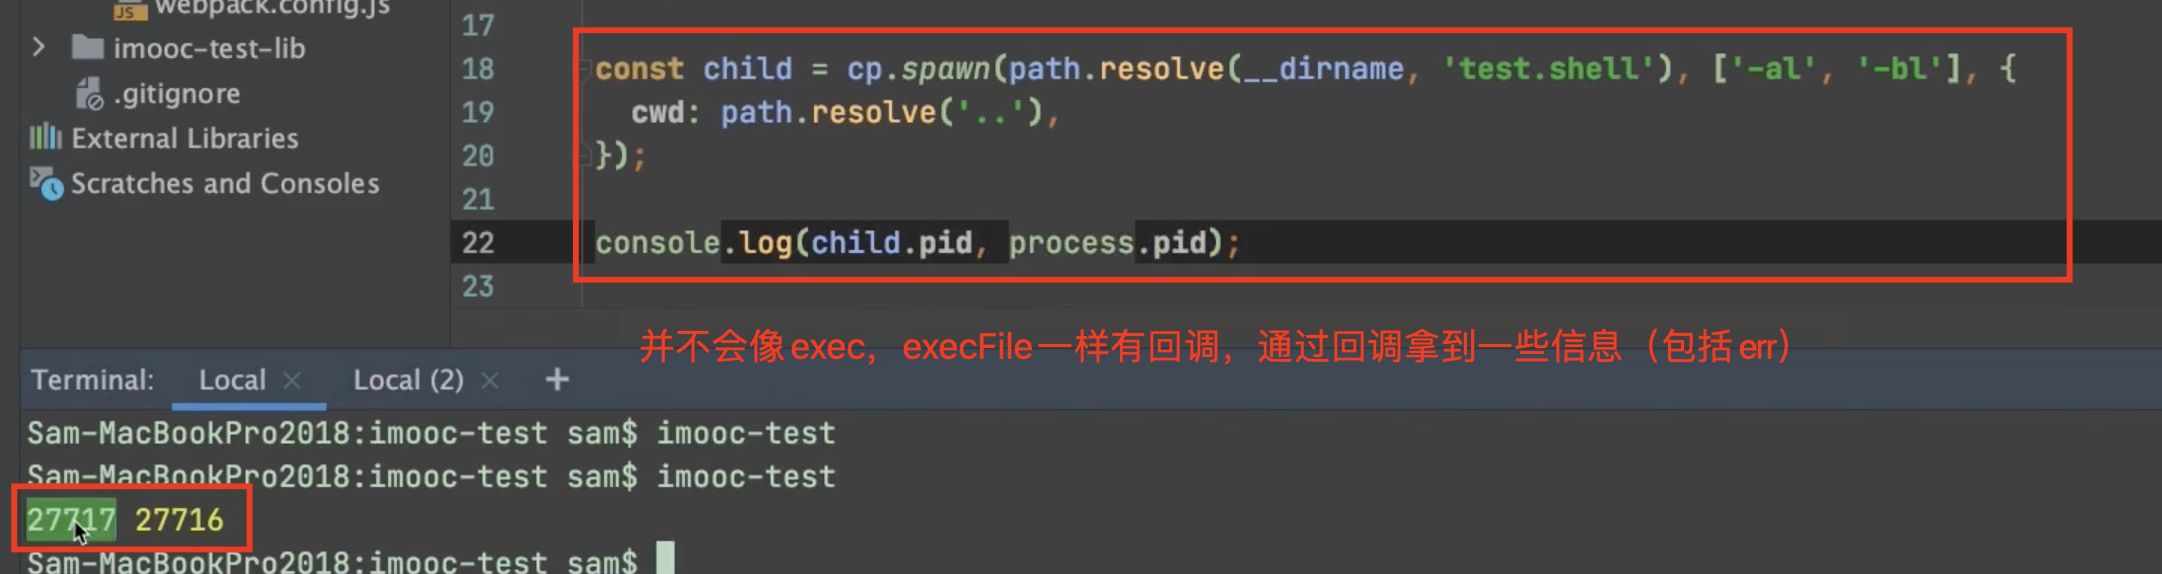 webpack.config.js
imooc-test-lib
.gitignore
External Libraries
Scratches and Consoles
17
18 const child = cp.spawn(path.resolve(__dirname, 'test.shell'), ['-al', '-bl'], {
19 cwd: path.resolve('..'),
20 });
21
22 console.log(child.pid, process.pid);
23
并不会像exec，execFile一样有回调，通过回调拿到一些信息（包括err）
Terminal: Local × Local (2) × +
Sam-MacBookPro2018:imooc-test sam$ imooc-test
Sam-MacBookPro2018:imooc-test sam$ imooc-test
27717 27716
Sam-MacBookPro2018:imooc-test sam$